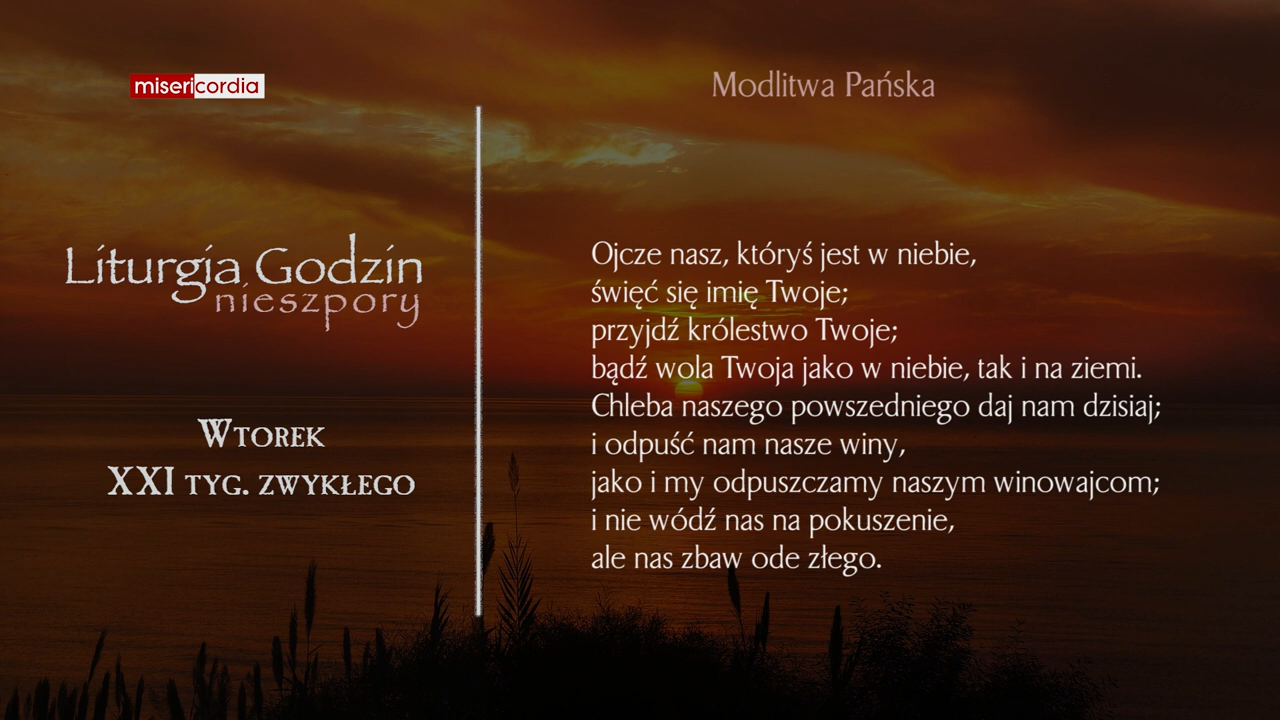 misericordia
Liturgia Godzin
nieszpory
Wtorek
XXI tyg. zwykłego
Modlitwa Pańska
Ojcze nasz, któryś jest w niebie,
święć się imię Twoje;
przyjdź królestwo Twoje;
bądź wola Twoja jako w niebie, tak i na ziemi.
Chleba naszego powszedniego daj nam dzisiaj;
i odpuść nam nasze winy,
jako i my odpuszczamy naszym winowajcom;
i nie wódź nas na pokuszenie,
ale nas zbaw ode złego.